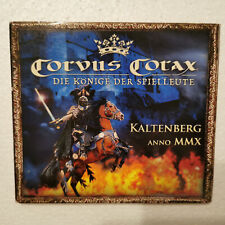 Corvus Corax
DIE KÖNIGE DER SPIELLEUTE
KALTENBERG
ANNO MMX